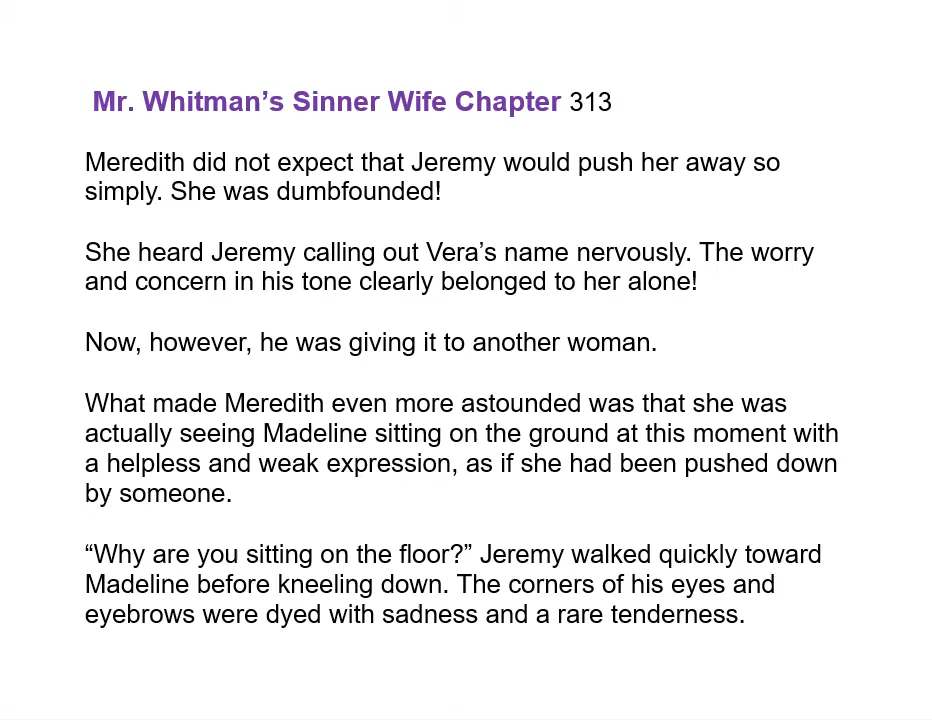 Mr. Whitman’s Sinner Wife Chapter 313
Meredith did not expect that Jeremy would push her away so
simply. She was dumbfounded!
She heard Jeremy calling out Vera’s name nervously. The worry
and concern in his tone clearly belonged to her alone!
Now, however, he was giving it to another woman.
What made Meredith even more astounded was that she was
actually seeing Madeline sitting on the ground at this moment with
a helpless and weak expression, as if she had been pushed down
by someone.
“Why are you sitting on the floor?” Jeremy walked quickly toward
Madeline before kneeling down. The corners of his eyes and
eyebrows were dyed with sadness and a rare tenderness.